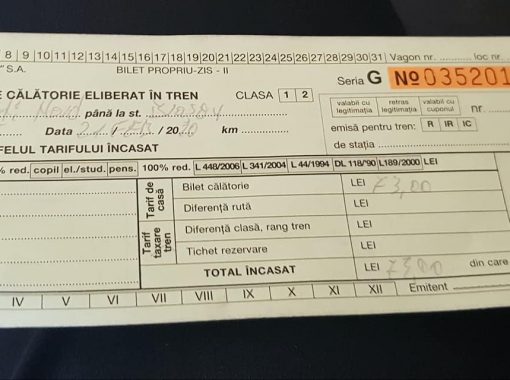 8 9 10 11 12 13 14 15 16 17 18 19 20 21 22 23 24 25 26 27 28 29 30 31 Vagon nr. loc nr.
" S.A. BILET PROPRIU-ZIS - II
Seria G Nº 035201
E CĂLĂTORIE ELIBERAT ÎN TREN CLASA 1 2
valabil cu legitimația retras legitimația valabil cu cuponul nr.
până la st.
Data 22 FEB / 2020 km
emisă pentru tren: R IR IC
de stația
FELUL TARIFULUI ÎNCASAT
% red. copil el./stud. pens. 100% red. L 448/2006 L 341/2004 L 44/1994 DL 118/90 L189/2000 LEI
Tarif de casă
Bilet călătorie LEI 73,00
Diferență rută LEI
Tarif taxare tren
Diferență clasă, rang tren LEI
Tichet rezervare LEI
TOTAL ÎNCASAT LEI 7300 din care
IV V VI VII VIII IX X XI XII Emitent